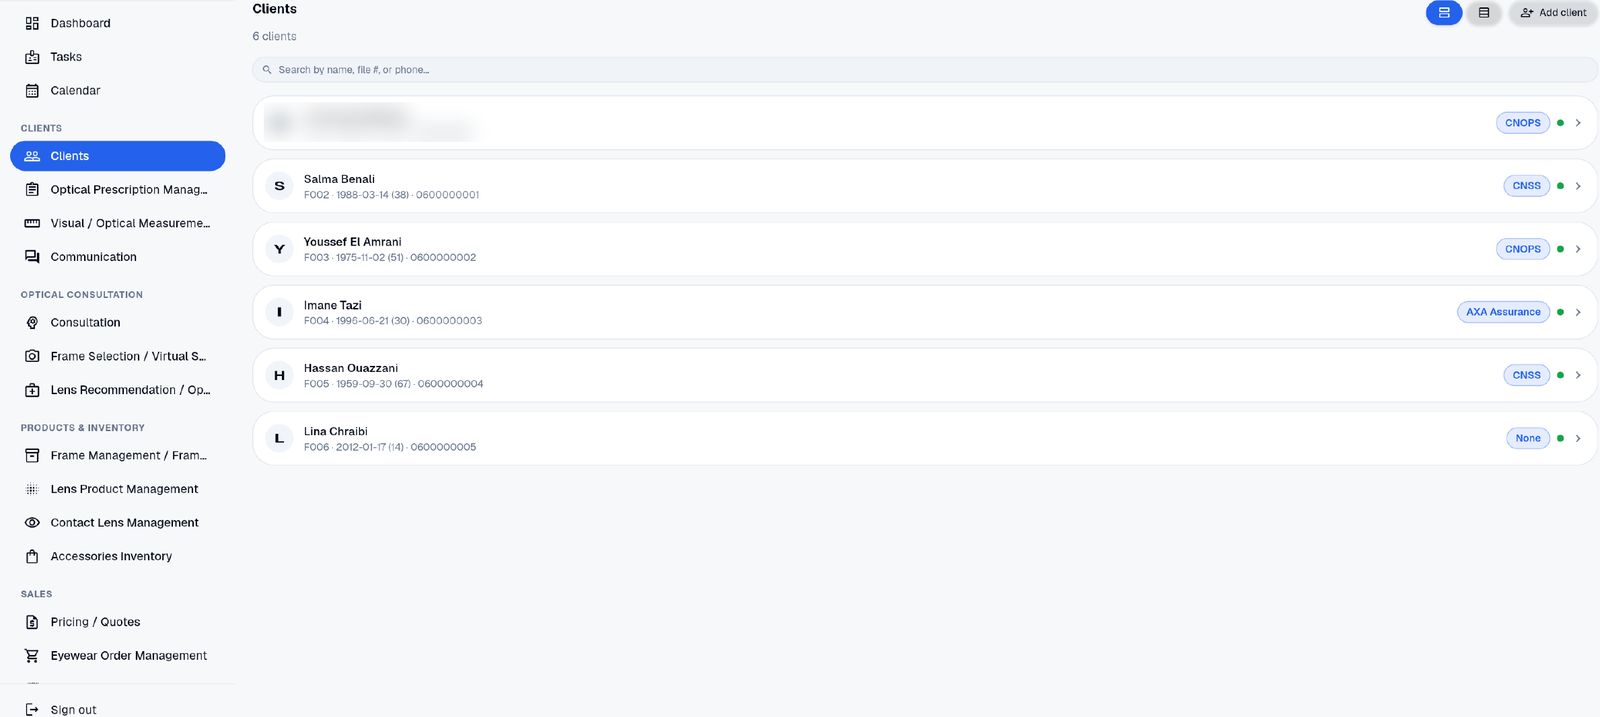 Dashboard
Tasks
Calendar
CLIENTS
Clients
Optical Prescription Manag...
Visual / Optical Measureme...
Communication
OPTICAL CONSULTATION
Consultation
Frame Selection / Virtual S...
Lens Recommendation / Op...
PRODUCTS & INVENTORY
Frame Management / Fram...
Lens Product Management
Contact Lens Management
Accessories Inventory
SALES
Pricing / Quotes
Eyewear Order Management
Sign out
Clients
6 clients
Add client
Search by name, file #, or phone...
CNOPS
S
Salma Benali
F002 · 1988-03-14 (38) · 0600000001
CNSS
Y
Youssef El Amrani
F003 · 1975-11-02 (51) · 0600000002
CNOPS
I
Imane Tazi
F004 · 1996-06-21 (30) · 0600000003
AXA Assurance
H
Hassan Ouazzani
F005 · 1959-09-30 (67) · 0600000004
CNSS
L
Lina Chraibi
F006 · 2012-01-17 (14) · 0600000005
None